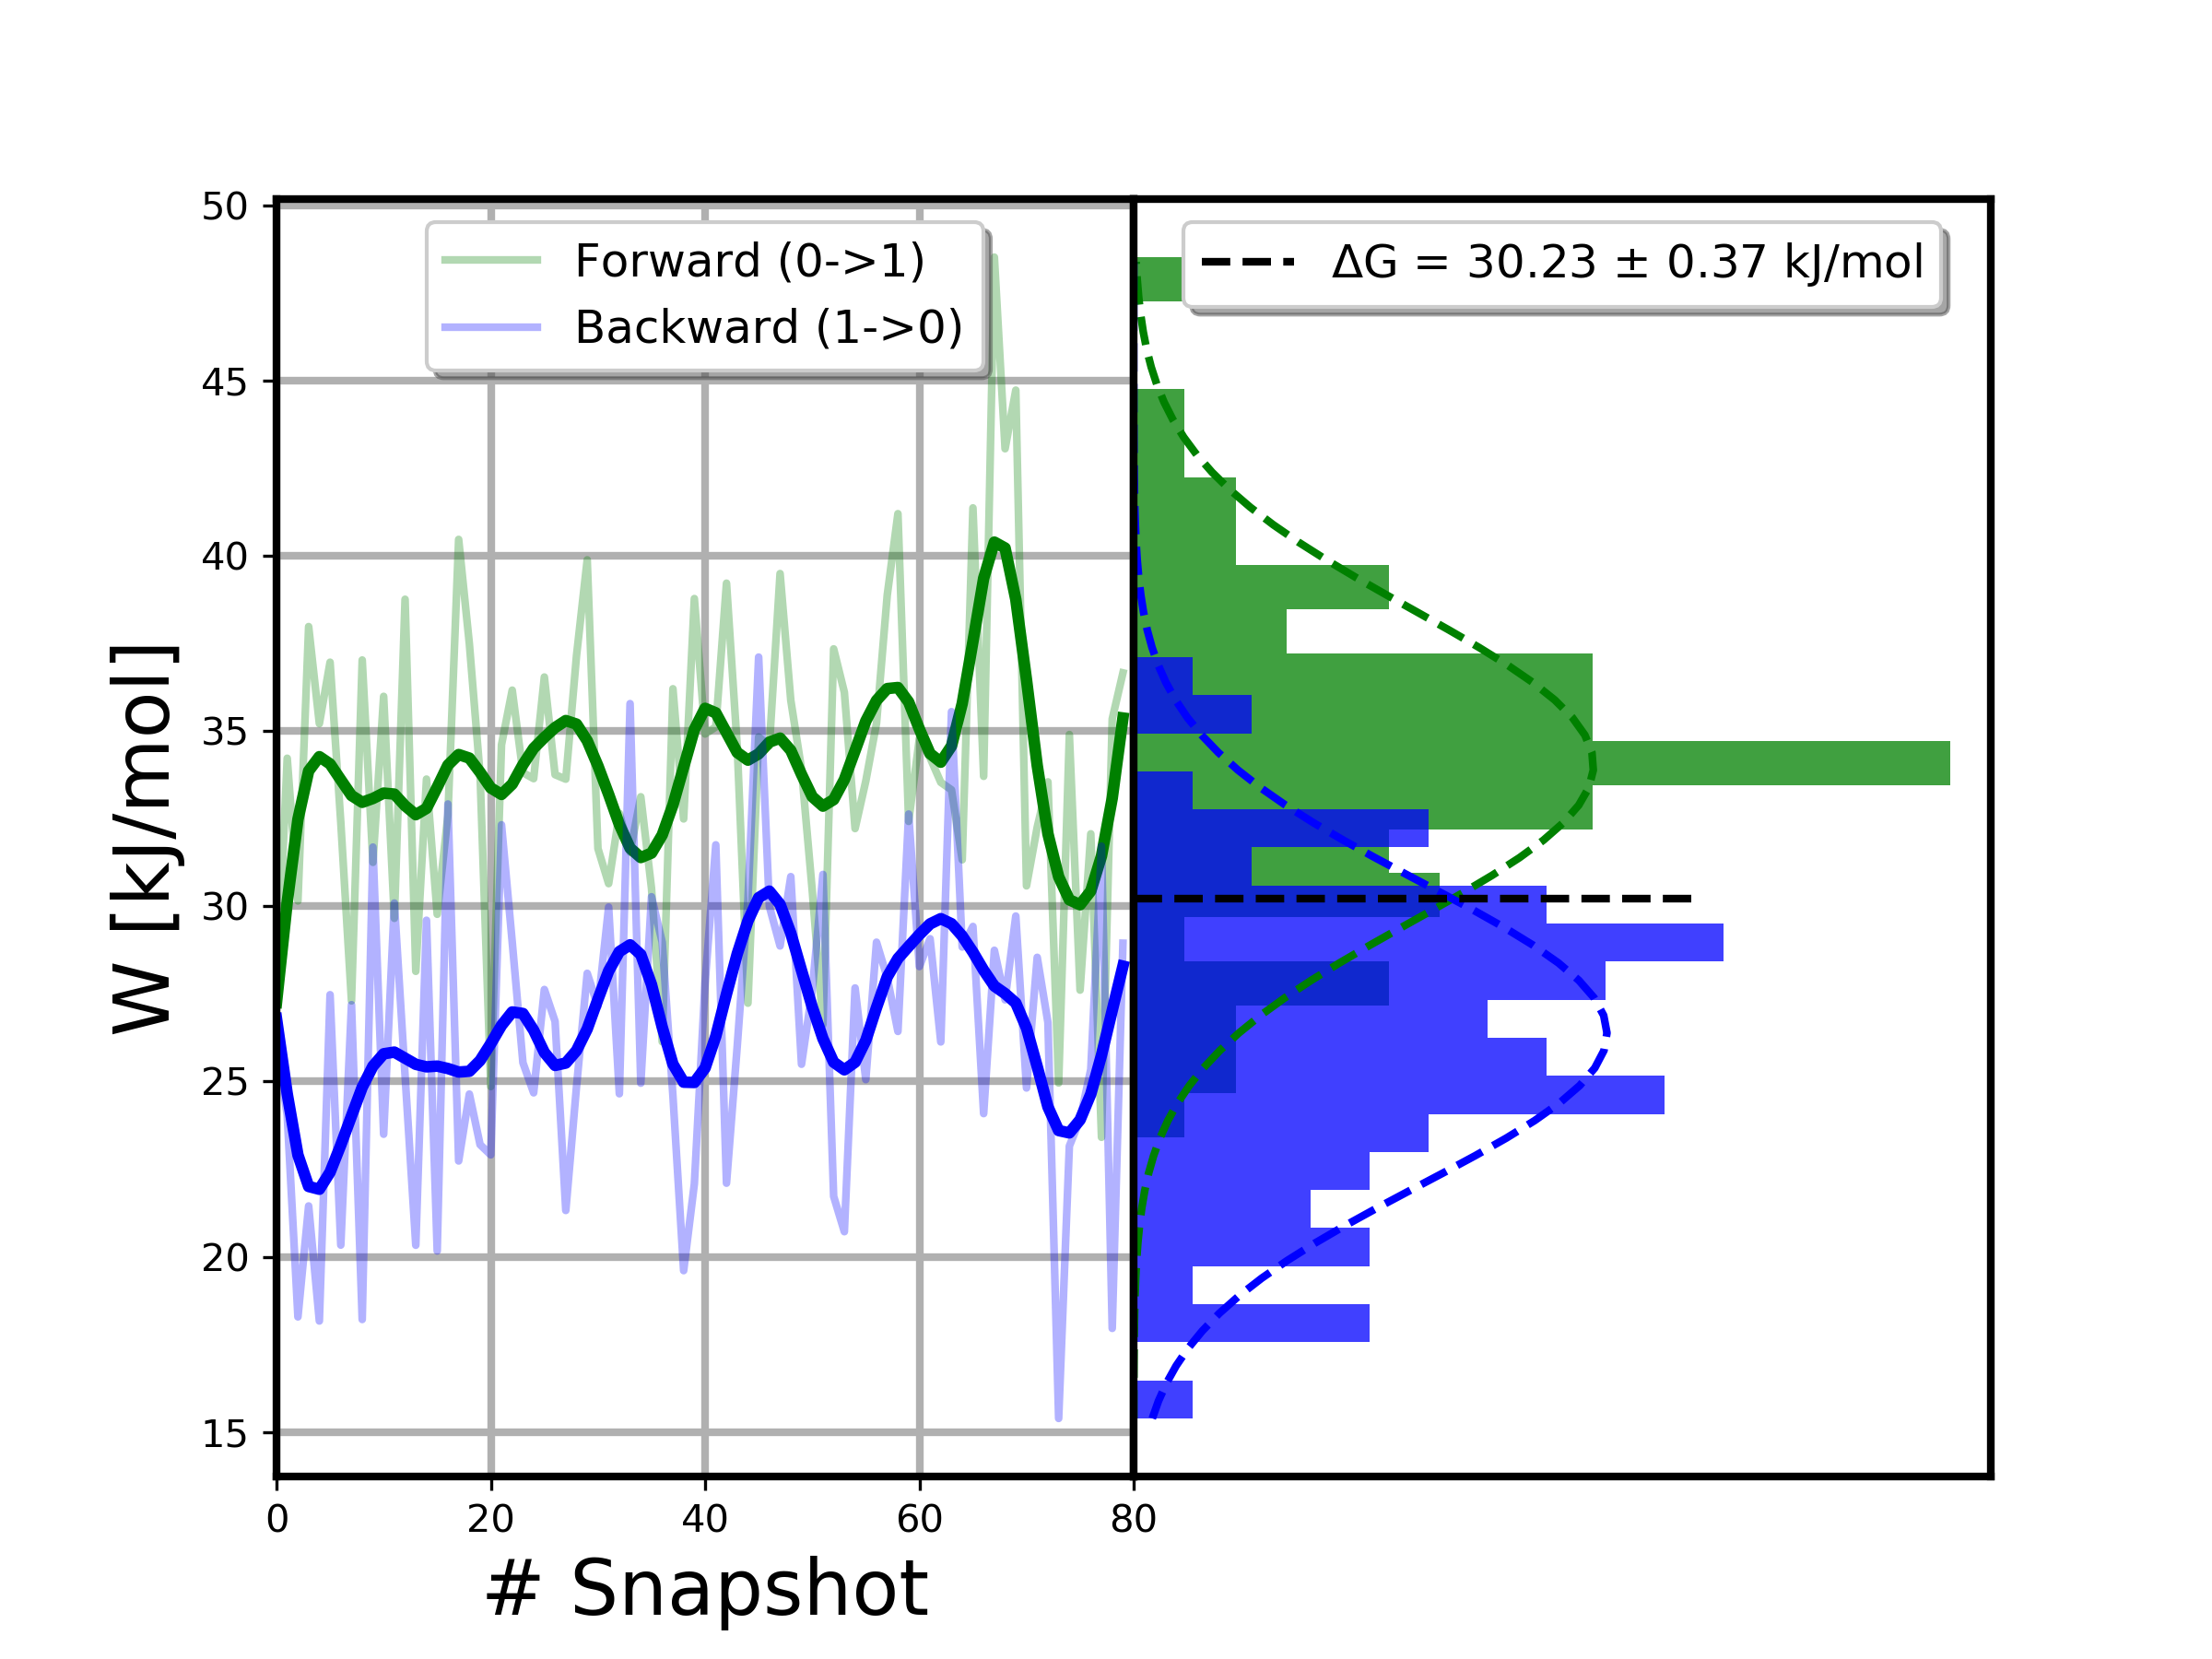 Forward (0->1)
Backward (1->0)
ΔG = 30.23 ± 0.37 kJ/mol
50
45
40
35
30
25
20
15
W [kJ/mol]
0
20
40
60
80
# Snapshot